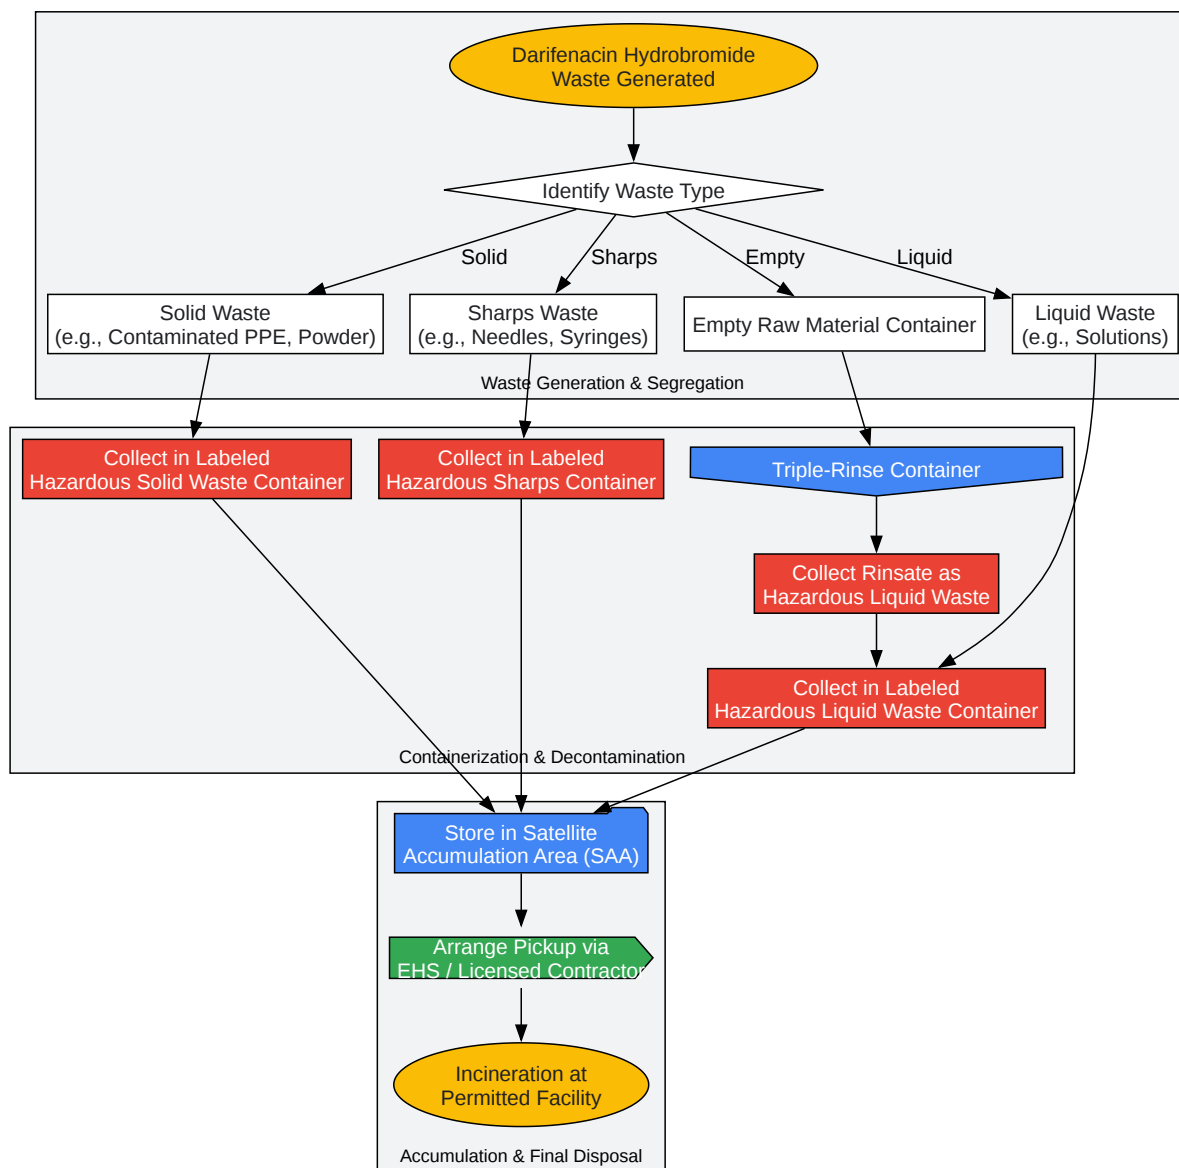 Darifenacin Hydrobromide
Waste Generated
Identify Waste Type
Solid
Sharps
Empty
Liquid
Solid Waste
(e.g., Contaminated PPE, Powder)
Sharps Waste
(e.g., Needles, Syringes)
Empty Raw Material Container
Liquid Waste
(e.g., Solutions)
Waste Generation & Segregation
Collect in Labeled
Hazardous Solid Waste Container
Collect in Labeled
Hazardous Sharps Container
Triple-Rinse Container
Collect Rinsate as
Hazardous Liquid Waste
Collect in Labeled
Hazardous Liquid Waste Container
Containerization & Decontamination
Store in Satellite
Accumulation Area (SAA)
Arrange Pickup via
EHS / Licensed Contractor
Incineration at
Permitted Facility
Accumulation & Final Disposal